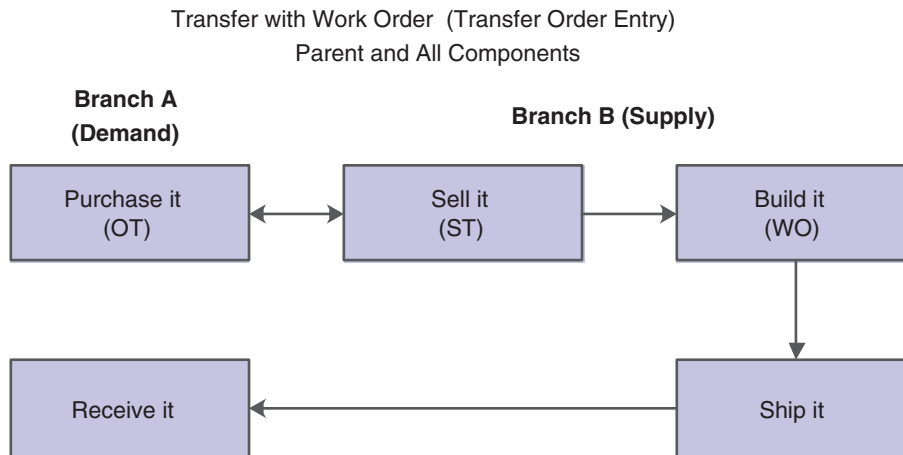 Transfer with Work Order (Transfer Order Entry)
Parent and All Components
Branch A
(Demand)
Branch B (Supply)
Purchase it
(OT)
Sell it
(ST)
Build it
(WO)
Receive it
Ship it